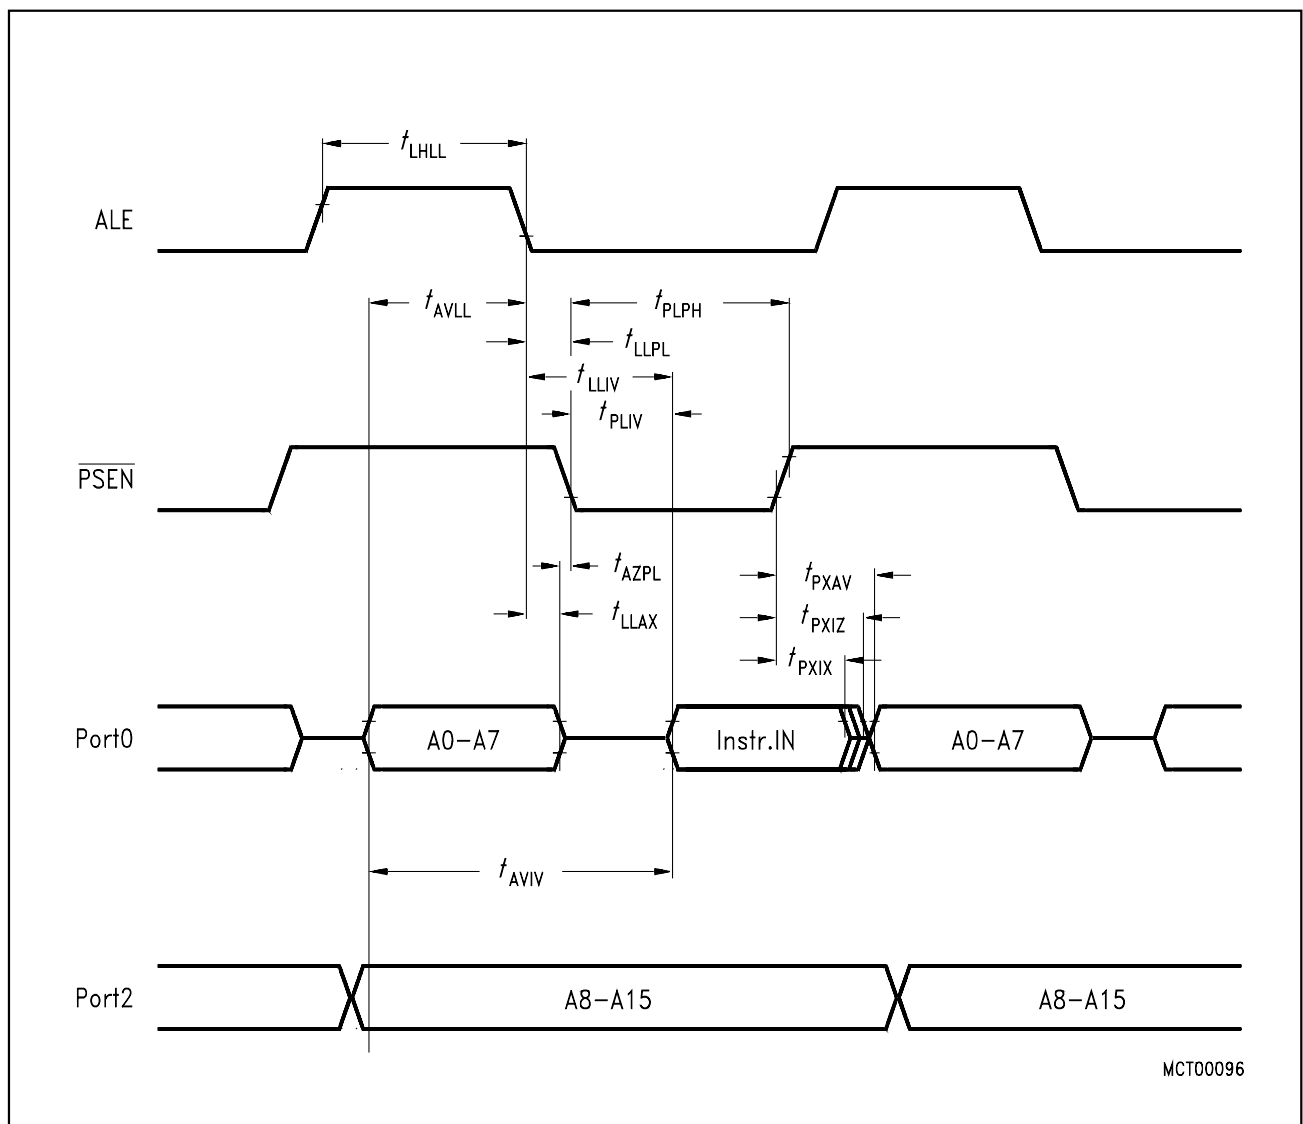 tLHLL
ALE
tAVLL
tPLPH
tLLPL
tLLIV
tPLIV
PSEN
tAZPL
tPXAV
tLLAX
tPXIZ
tPXIX
Port0
A0-A7
Instr.IN
A0-A7
tAVIV
Port2
A8-A15
A8-A15
MCT00096